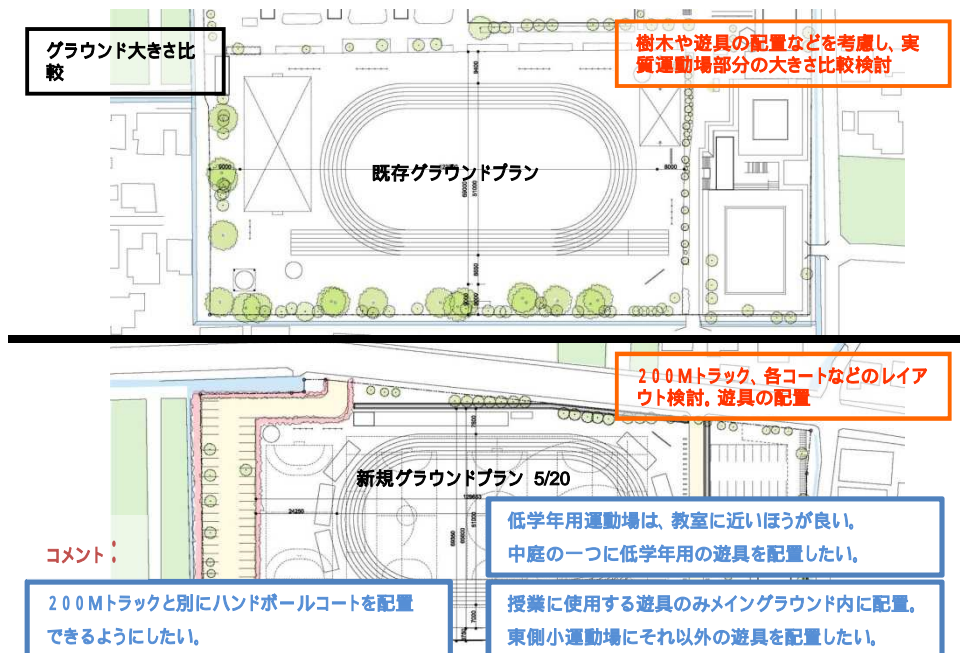 グラウンド大きさ比
較
樹木や遊具の配置などを考慮し、実
質運動場部分の大きさ比較検討
9400
9000
既存グラウンドプラン
8000
69000
51000
200Mトラック、各コートなどのレイア
ウト検討。遊具の配置
新規グラウンドプラン 5/20
24250
51000
低学年用運動場は、教室に近いほうが良い。
中庭の一つに低学年用の遊具を配置したい。
コメント：
200Mトラックと別にハンドボールコートを配置
できるようにしたい。
授業に使用する遊具のみメイングラウンド内に配置。
東側小運動場にそれ以外の遊具を配置したい。